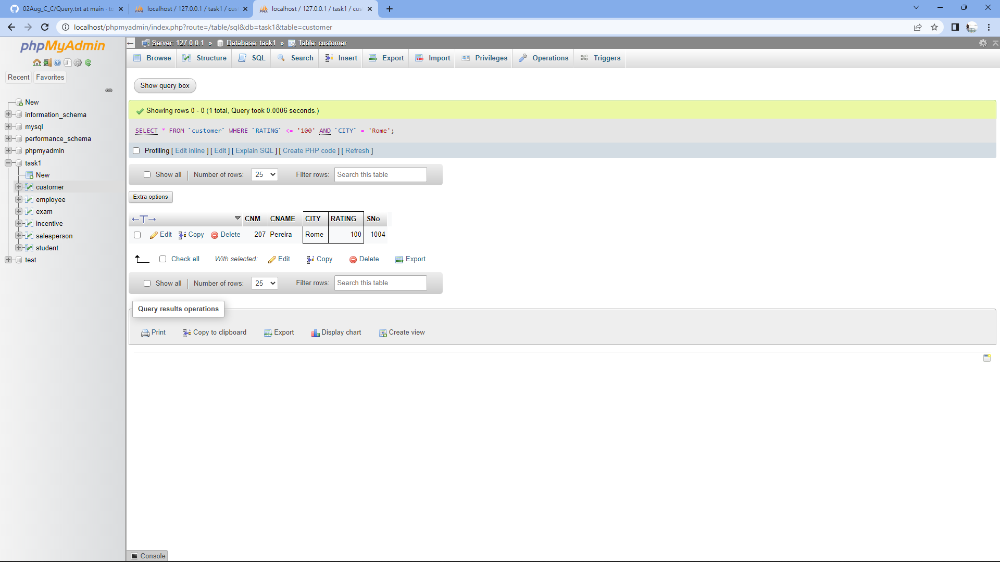 02Aug_C_C/Query.txt at main · to
localhost / 127.0.0.1 / task1 / cus
localhost / 127.0.0.1 / task1 / cus
localhost/phpmyadmin/index.php?route=/table/sql&db=task1&table=customer
phpMyAdmin
Recent
Favorites
New
information_schema
mysql
performance_schema
phpmyadmin
task1
New
customer
employee
exam
incentive
salesperson
student
test
Server: 127.0.0.1 » Database: task1 » Table: customer
Browse Structure SQL Search Insert Export Import Privileges Operations Triggers
Show query box
Showing rows 0 - 0 (1 total, Query took 0.0006 seconds.)
SELECT * FROM `customer` WHERE `RATING` <= '100' AND `CITY` = 'Rome';
Profiling [ Edit inline ] [ Edit ] [ Explain SQL ] [ Create PHP code ] [ Refresh ]
Show all | Number of rows: 25 Filter rows: Search this table
Extra options
←T→ CNM CNAME CITY RATING SNo
Edit Copy Delete 207 Pereira Rome 100 1004
Check all With selected: Edit Copy Delete Export
Show all | Number of rows: 25 Filter rows: Search this table
Query results operations
Print Copy to clipboard Export Display chart Create view
Console